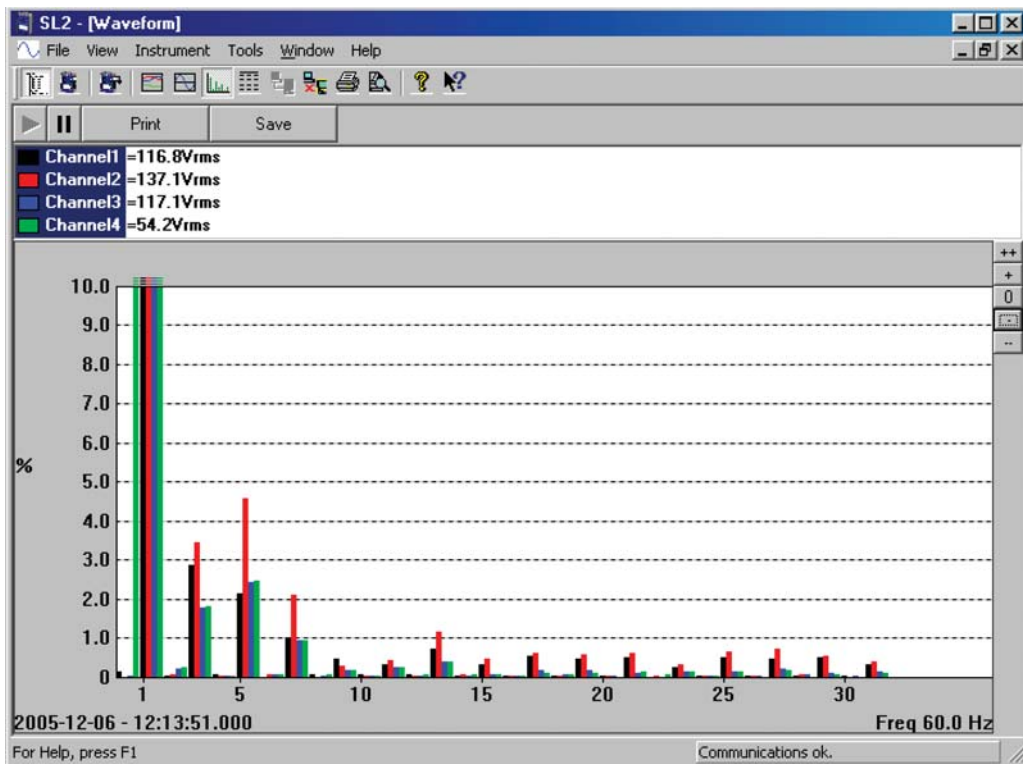 SL2 - [Waveform]
File View Instrument Tools Window Help
Print Save
Channel1 =116.8Vrms
Channel2 =137.1Vrms
Channel3 =117.1Vrms
Channel4 =54.2Vrms
++
+
0
-
--
10.0
9.0
8.0
7.0
6.0
%
5.0
4.0
3.0
2.0
1.0
0
1 5 10 15 20 25 30
2005-12-06 - 12:13:51.000 Freq 60.0 Hz
For Help, press F1 Communications ok.